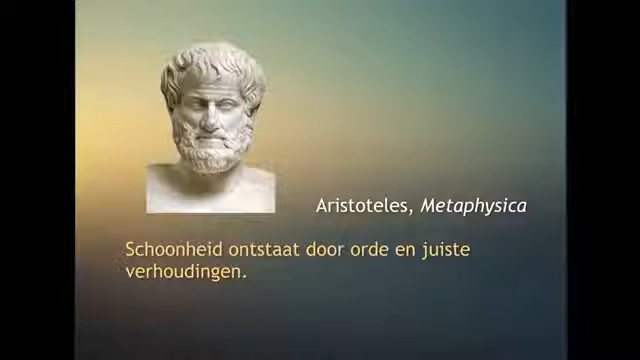 Aristoteles, Metaphysica
Schoonheid ontstaat door orde en juiste
verhoudingen.